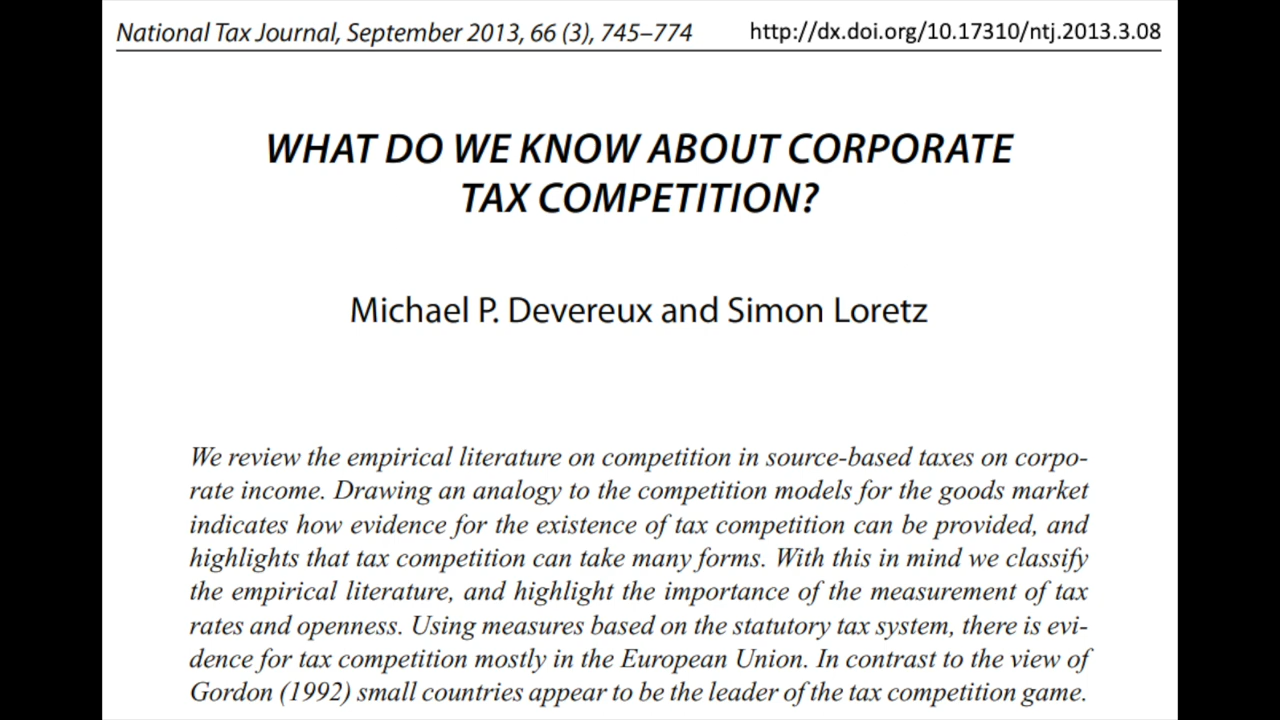 National Tax Journal, September 2013, 66 (3), 745–774 http://dx.doi.org/10.17310/ntj.2013.3.08
WHAT DO WE KNOW ABOUT CORPORATE
TAX COMPETITION?
Michael P. Devereux and Simon Loretz
We review the empirical literature on competition in source-based taxes on corpo-
rate income. Drawing an analogy to the competition models for the goods market
indicates how evidence for the existence of tax competition can be provided, and
highlights that tax competition can take many forms. With this in mind we classify
the empirical literature, and highlight the importance of the measurement of tax
rates and openness. Using measures based on the statutory tax system, there is evi-
dence for tax competition mostly in the European Union. In contrast to the view of
Gordon (1992) small countries appear to be the leader of the tax competition game.